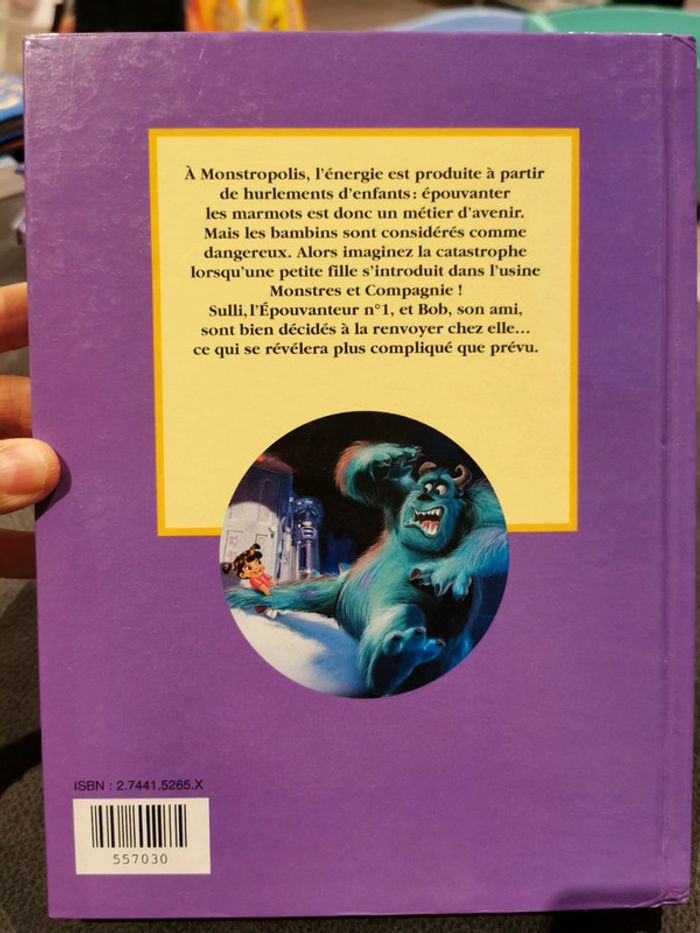 À Monstropolis, l'énergie est produite à partir
de hurlements d'enfants : épouvanter
les marmots est donc un métier d'avenir.
Mais les bambins sont considérés comme
dangereux. Alors imaginez la catastrophe
lorsqu'une petite fille s'introduit dans l'usine
Monstres et Compagnie !
Sulli, l'Épouvanteur n°1, et Bob, son ami,
sont bien décidés à la renvoyer chez elle...
ce qui se révélera plus compliqué que prévu.
ISBN : 2.7441.5265.X
557030